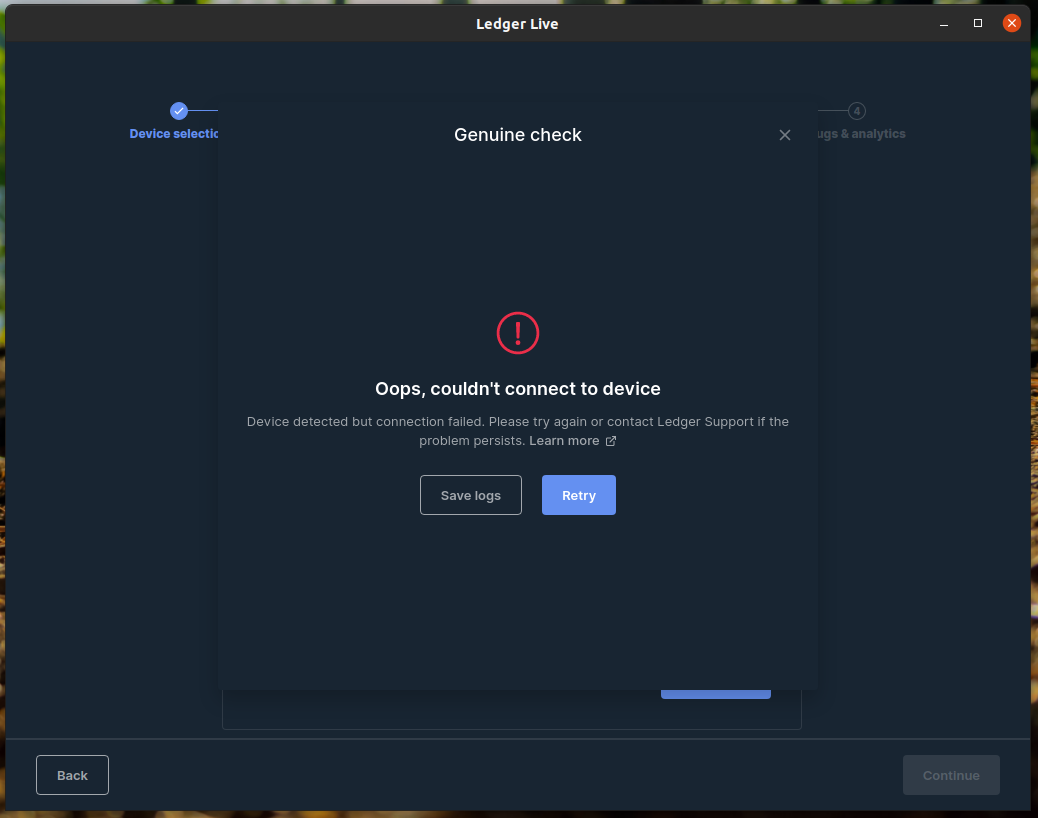 Ledger Live
4
Device selectio
ugs & analytics
Genuine check
Oops, couldn't connect to device
Device detected but connection failed. Please try again or contact Ledger Support if the
problem persists. Learn more
Save logs
Retry
Back
Continue